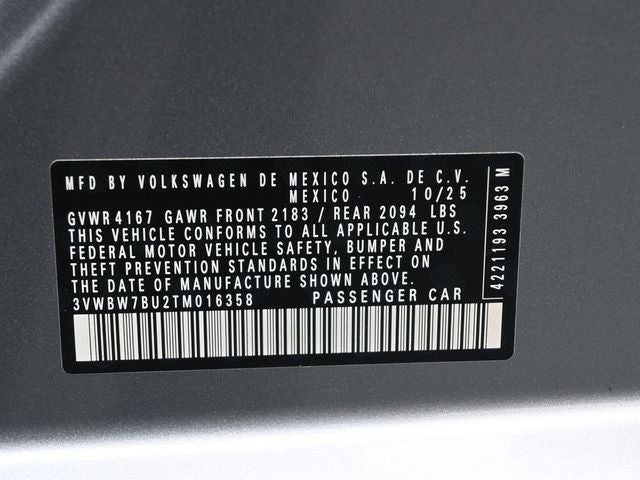 MFD BY VOLKSWAGEN DE MEXICO S.A. DE C.V.
MEXICO 10/25
GVWR 4167 GAWR FRONT 2183 / REAR 2094 LBS
THIS VEHICLE CONFORMS TO ALL APPLICABLE U.S.
FEDERAL MOTOR VEHICLE SAFETY, BUMPER AND
THEFT PREVENTION STANDARDS IN EFFECT ON
THE DATE OF MANUFACTURE SHOWN ABOVE.
3VWBW7BU2TM016358 PASSENGER CAR
4221193 3963 M